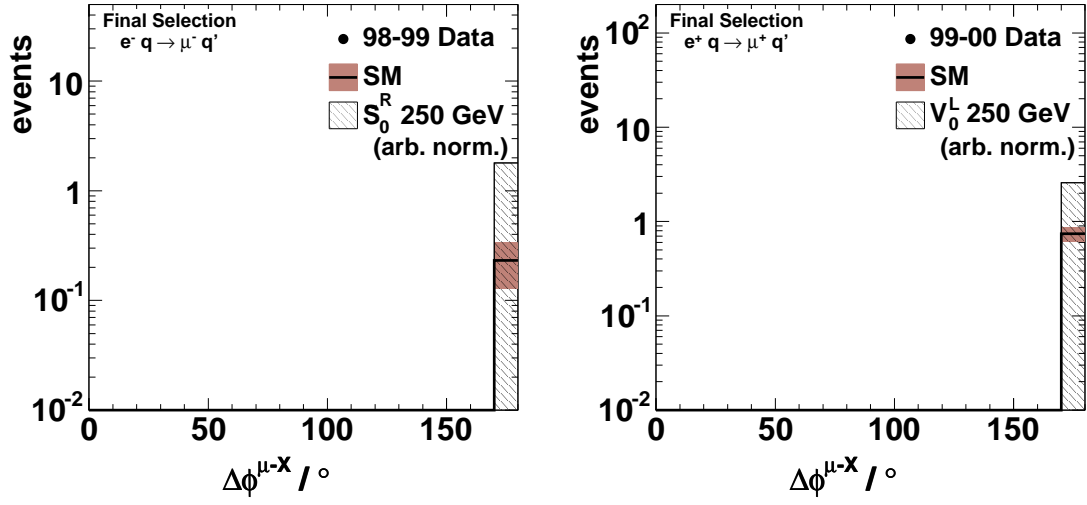 Final Selection
e⁻ q → μ⁻ q’
98-99 Data
SM
S₀ᴿ 250 GeV
(arb. norm.)
events
10
1
10⁻¹
10⁻²
0 50 100 150
Δφ^μ-X / °
Final Selection
e⁺ q → μ⁺ q’
99-00 Data
SM
V₀ᴸ 250 GeV
(arb. norm.)
events
10²
10
1
10⁻¹
10⁻²
0 50 100 150
Δφ^μ-X / °